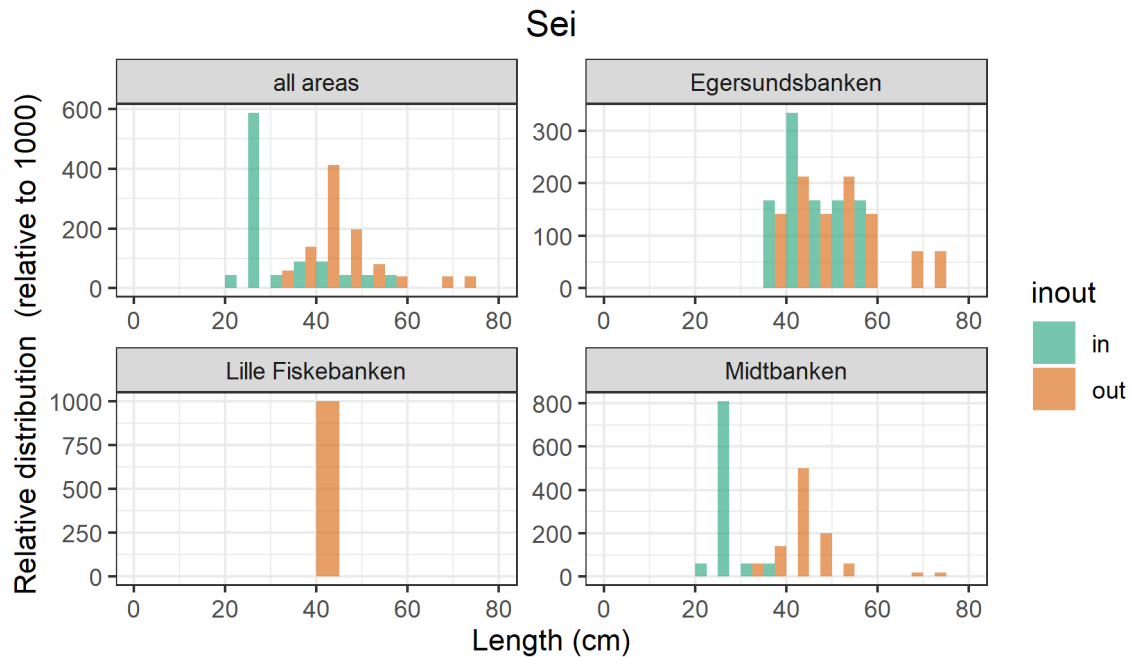 Sei
all areas
Egersundsbanken
600
400
200
0
300
200
100
0
0 20 40 60 80
0 20 40 60 80
Lille Fiskebanken
Midtbanken
1000
750
500
250
0
800
600
400
200
0
0 20 40 60 80
0 20 40 60 80
Relative distribution (relative to 1000)
Length (cm)
inout
in
out